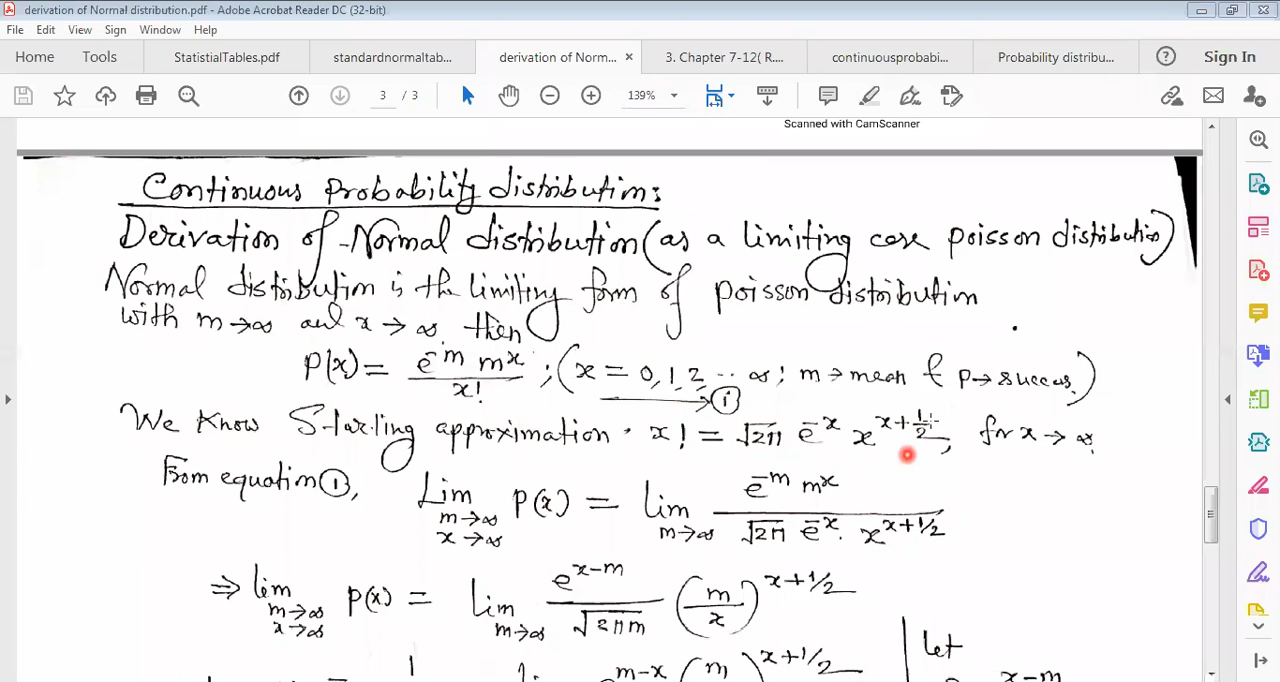 derivation of Normal distribution.pdf - Adobe Acrobat Reader DC (32-bit)
File Edit View Sign Window Help
Home Tools StatistialTables.pdf standardnormaltab... derivation of Norm... × 3. Chapter 7-12( R.... continuousprobabi... Probability distribu... Sign In
3 / 3 139%
Scanned with CamScanner
Continuous Probability distribution:
Derivation of Normal distribution (as a limiting case poisson distribution)
Normal distribution is the limiting form of poisson distribution
with m→∞ and x→∞ then
P(x) = e^-m m^x / x! ; (x = 0, 1, 2 ... ∞ ; m→mean & p→success)
①
We Know Starling approximation. x! = √2π e^-x x^(x+1/2), for x→∞
From equation ①, Lim m→∞ x→∞ P(x) = lim m→∞ e^-m m^x / √2π e^-x. x^(x+1/2)
⇒ lim m→∞ x→∞ P(x) = Lim m→∞ e^(x-m) / √2πm (m/x)^(x+1/2)
m-x (m x+1/2 let
x-m